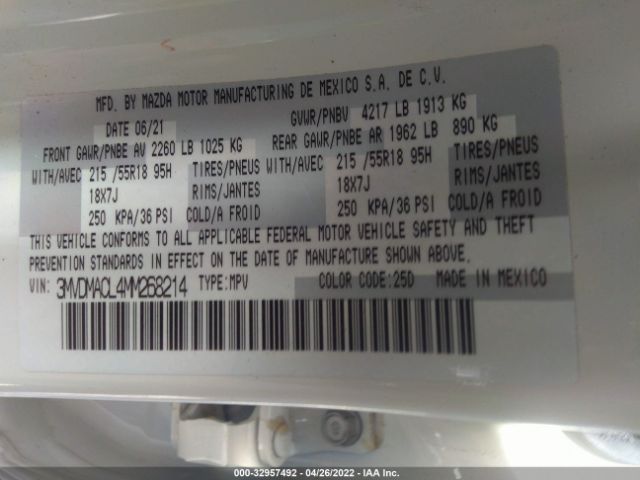 MFD. BY MAZDA MOTOR MANUFACTURING DE MEXICO S.A. DE C.V.
DATE 06/21 GVWR/PNBV 4217 LB 1913 KG
FRONT GAWR/PNBE AV 2260 LB 1025 KG REAR GAWR/PNBE AR 1962 LB 890 KG
WITH/AVEC 215 /55R18 95H TIRES/PNEUS WITH/AVEC 215 /55R18 95H TIRES/PNEUS
18X7J RIMS/JANTES 18X7J RIMS/JANTES
250 KPA/36 PSI COLD/A FROID 250 KPA/36 PSI COLD/A FROID
THIS VEHICLE CONFORMS TO ALL APPLICABLE FEDERAL MOTOR VEHICLE SAFETY AND THEFT
PREVENTION STANDARDS IN EFFECT ON THE DATE OF MANUFACTURE SHOWN ABOVE.
VIN: 3MVDMACL4MM268214 TYPE:MPV COLOR CODE:25D MADE IN MEXICO
000-32957492 - 04/26/2022 - IAA Inc.